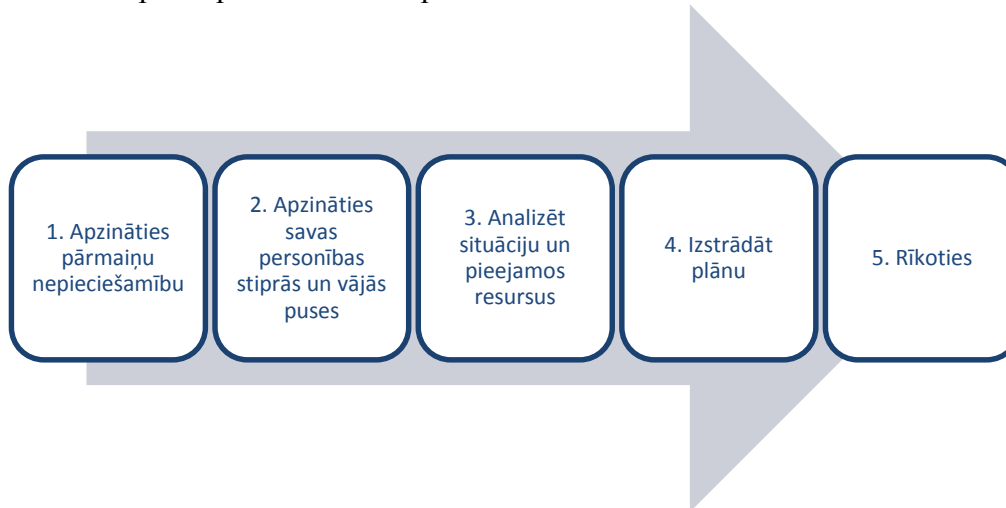 1. Apzināties
pārmaiņu
nepieciešamību
2. Apzināties
savas
personības
stiprās un vājās
puses
3. Analizēt
situāciju un
pieejamos
resursus
4. Izstrādāt
plānu
5. Rīkoties